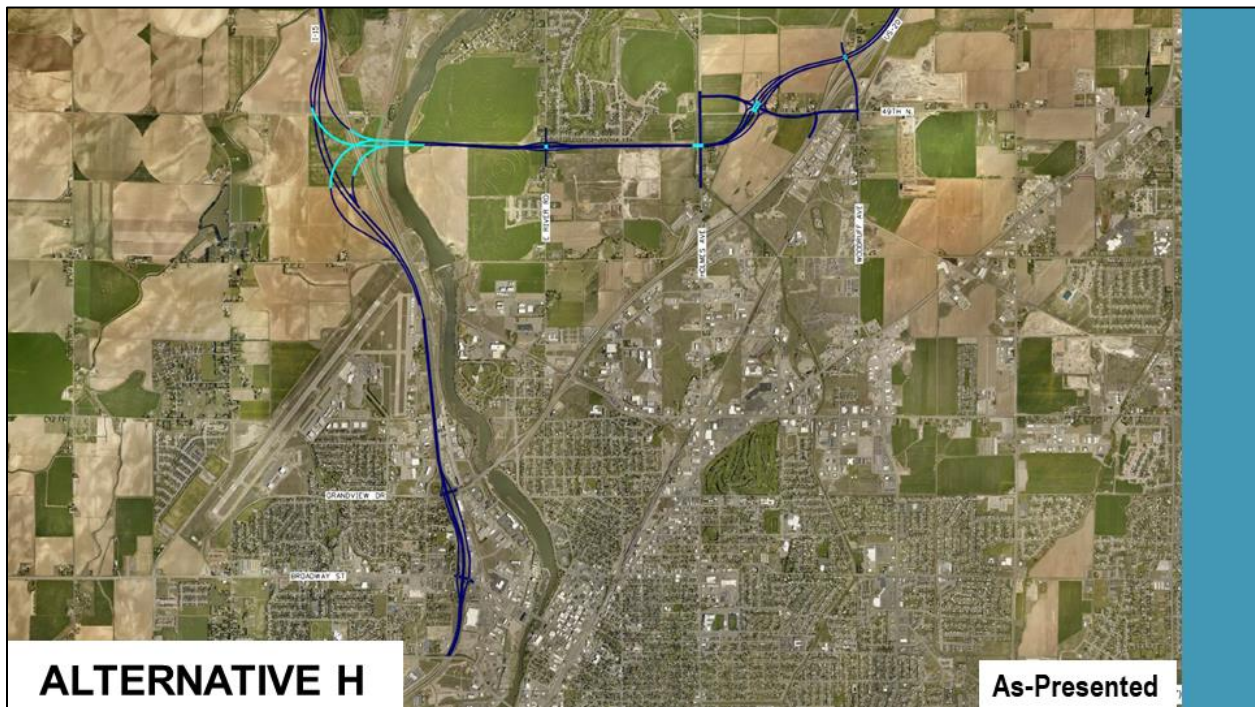 I-15
US-20
49TH N.
E RIVER RD
HOLMES AVE
WOODRUFF AVE
GRANDVIEW DR
BROADWAY ST
ALTERNATIVE H
As-Presented